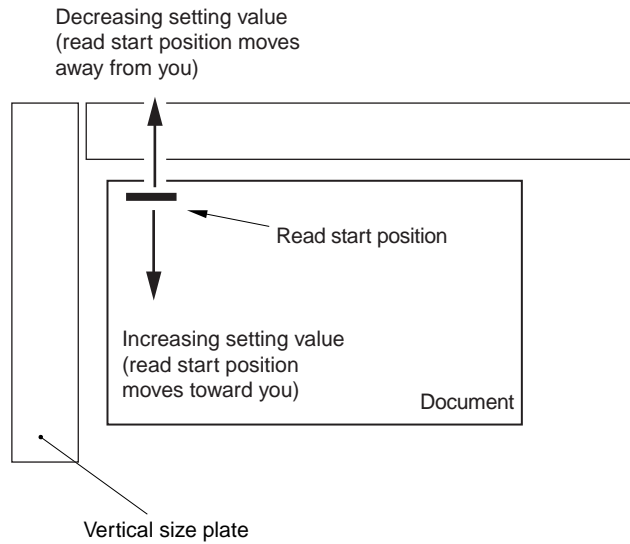 Decreasing setting value
(read start position moves
away from you)
Read start position
Increasing setting value
(read start position
moves toward you)
Document
Vertical size plate